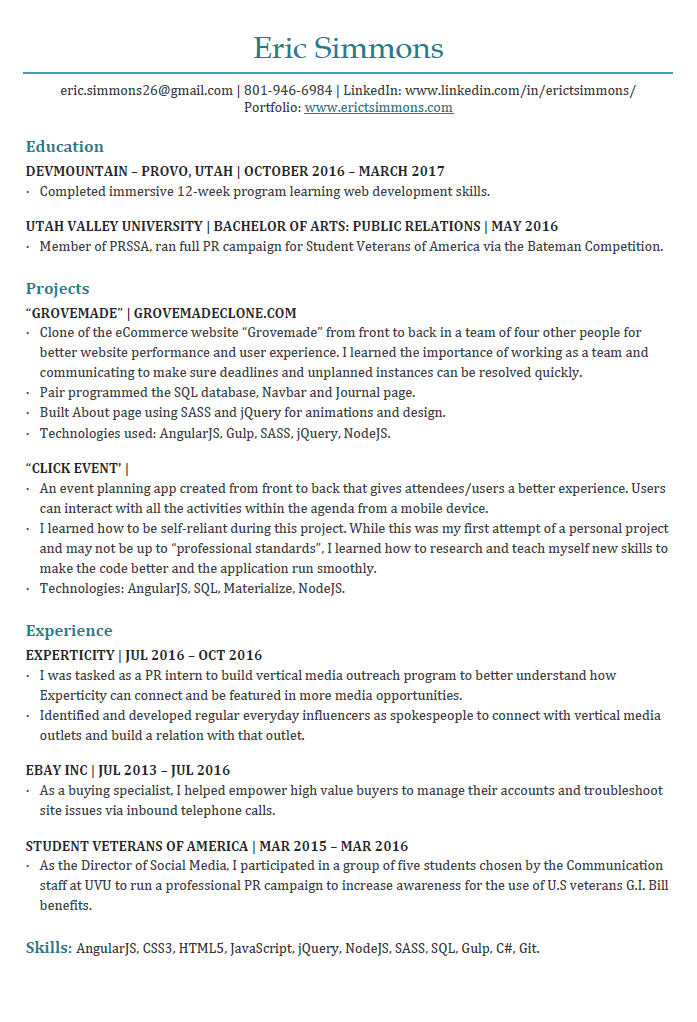 Eric Simmons
eric.simmons26@gmail.com | 801-946-6984 | LinkedIn: www.linkedin.com/in/erictsimmons/
Portfolio: www.erictsimmons.com
Education
DEVMOUNTAIN – PROVO, UTAH | OCTOBER 2016 – MARCH 2017
· Completed immersive 12-week program learning web development skills.
UTAH VALLEY UNIVERSITY | BACHELOR OF ARTS: PUBLIC RELATIONS | MAY 2016
· Member of PRSSA, ran full PR campaign for Student Veterans of America via the Bateman Competition.
Projects
“GROVEMADE” | GROVEMADECLONE.COM
· Clone of the eCommerce website “Grovemade” from front to back in a team of four other people for
better website performance and user experience. I learned the importance of working as a team and
communicating to make sure deadlines and unplanned instances can be resolved quickly.
· Pair programmed the SQL database, Navbar and Journal page.
· Built About page using SASS and jQuery for animations and design.
· Technologies used: AngularJS, Gulp, SASS, jQuery, NodeJS.
“CLICK EVENT’ |
· An event planning app created from front to back that gives attendees/users a better experience. Users
can interact with all the activities within the agenda from a mobile device.
· I learned how to be self-reliant during this project. While this was my first attempt of a personal project
and may not be up to “professional standards”, I learned how to research and teach myself new skills to
make the code better and the application run smoothly.
· Technologies: AngularJS, SQL, Materialize, NodeJS.
Experience
EXPERTICITY | JUL 2016 – OCT 2016
· I was tasked as a PR intern to build vertical media outreach program to better understand how
Experticity can connect and be featured in more media opportunities.
· Identified and developed regular everyday influencers as spokespeople to connect with vertical media
outlets and build a relation with that outlet.
EBAY INC | JUL 2013 – JUL 2016
· As a buying specialist, I helped empower high value buyers to manage their accounts and troubleshoot
site issues via inbound telephone calls.
STUDENT VETERANS OF AMERICA | MAR 2015 – MAR 2016
· As the Director of Social Media, I participated in a group of five students chosen by the Communication
staff at UVU to run a professional PR campaign to increase awareness for the use of U.S veterans G.I. Bill
benefits.
Skills: AngularJS, CSS3, HTML5, JavaScript, jQuery, NodeJS, SASS, SQL, Gulp, C#, Git.